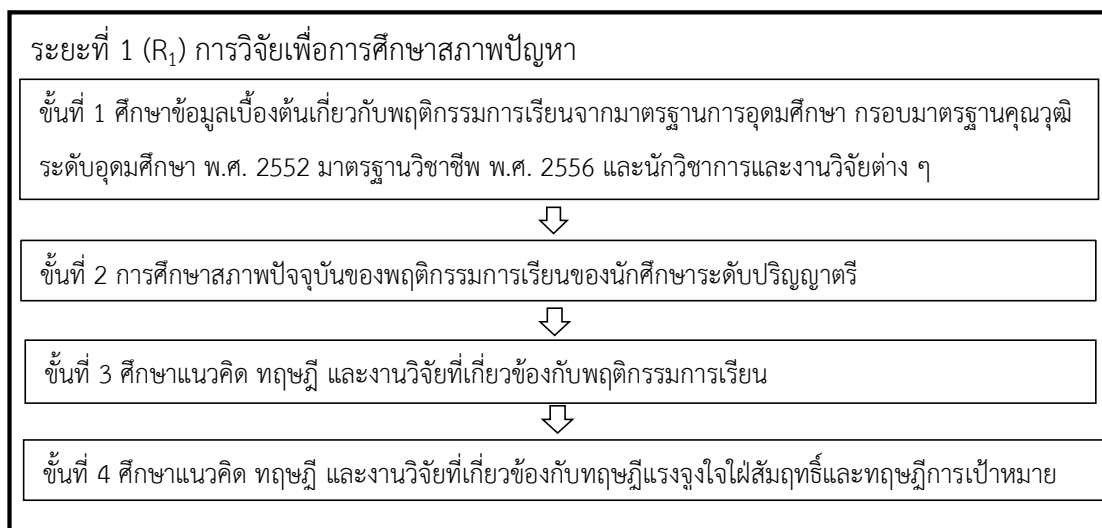 ระยะที่ 1 (R₁) การวิจัยเพื่อการศึกษาสภาพปัญหา
ขั้นที่ 1 ศึกษาข้อมูลเบื้องต้นเกี่ยวกับพฤติกรรมการเรียนจากมาตรฐานการอุดมศึกษา กรอบมาตรฐานคุณวุฒิ
ระดับอุดมศึกษา พ.ศ. 2552 มาตรฐานวิชาชีพ พ.ศ. 2556 และนักวิชาการและงานวิจัยต่าง ๆ
ขั้นที่ 2 การศึกษาสภาพปัจจุบันของพฤติกรรมการเรียนของนักศึกษาระดับปริญญาตรี
ขั้นที่ 3 ศึกษาแนวคิด ทฤษฎี และงานวิจัยที่เกี่ยวข้องกับพฤติกรรมการเรียน
ขั้นที่ 4 ศึกษาแนวคิด ทฤษฎี และงานวิจัยที่เกี่ยวข้องกับทฤษฎีแรงจูงใจใฝ่สัมฤทธิ์และทฤษฎีการเป้าหมาย